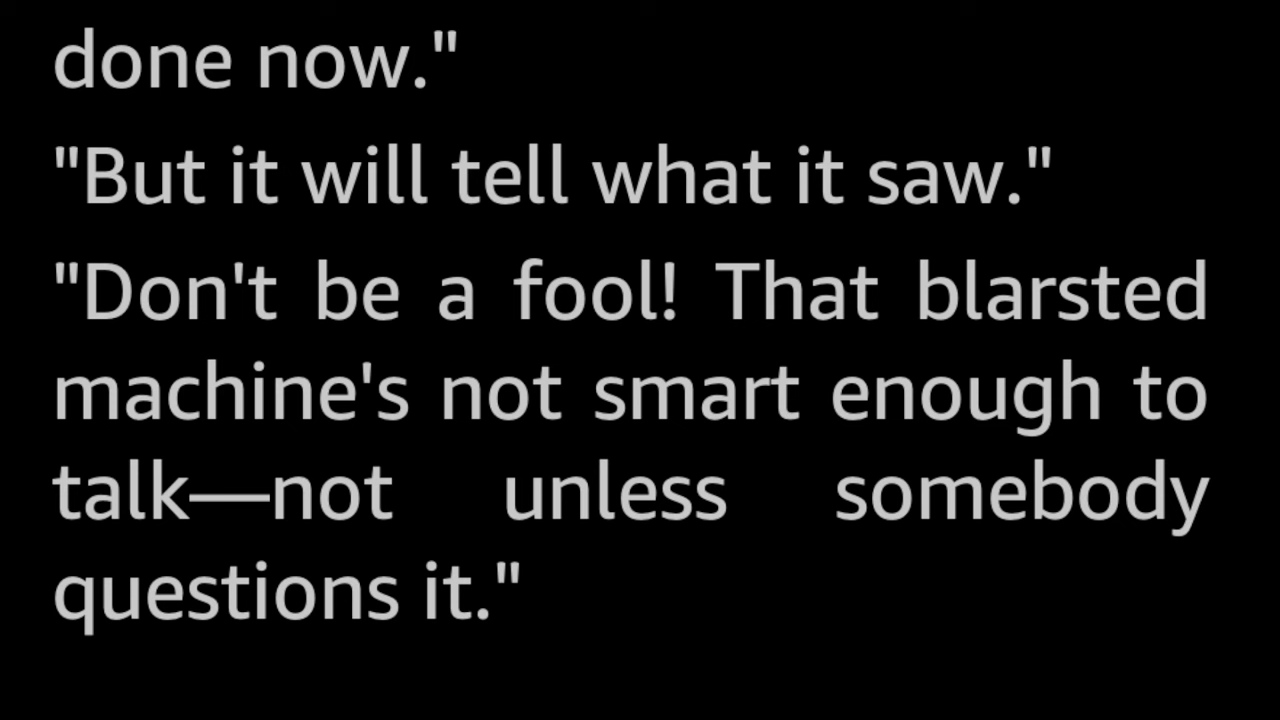 done now."
"But it will tell what it saw."
"Don't be a fool! That blarsted
machine's not smart enough to
talk—not unless somebody
questions it."